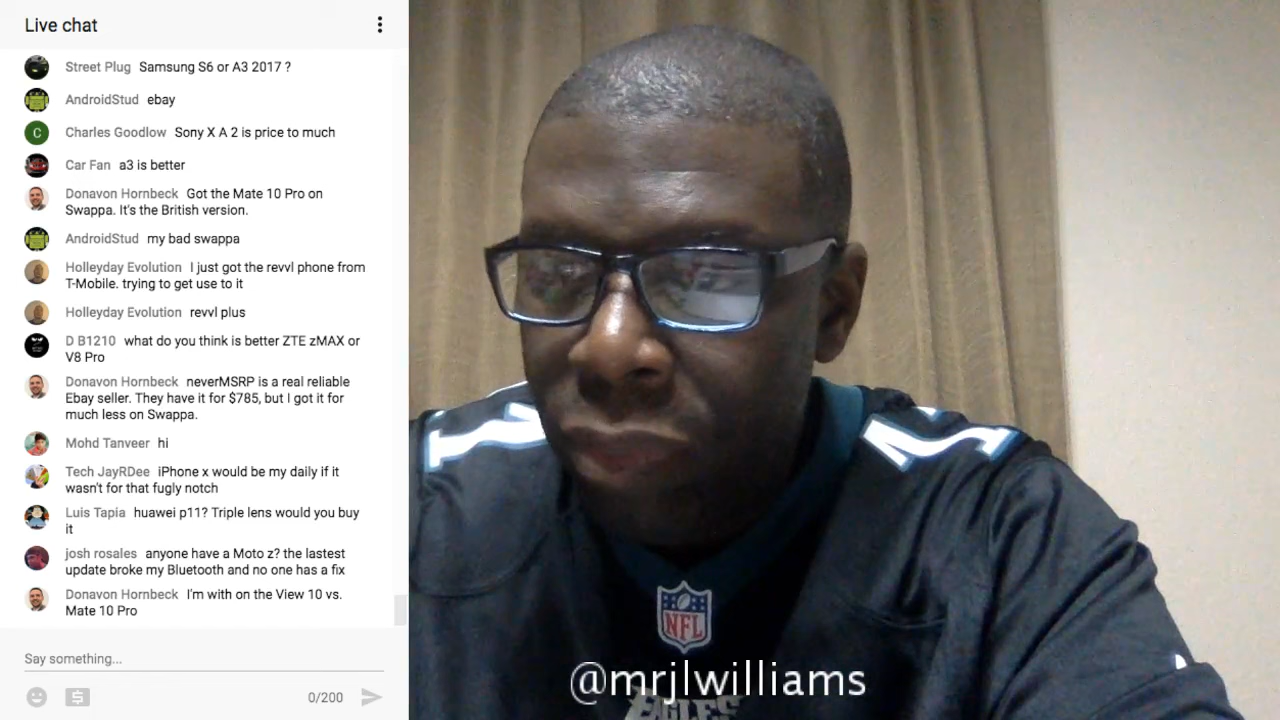 Live chat
Street Plug Samsung S6 or A3 2017 ?
AndroidStud ebay
C Charles Goodlow Sony X A 2 is price to much
Car Fan a3 is better
Donavon Hornbeck Got the Mate 10 Pro on
Swappa. It's the British version.
AndroidStud my bad swappa
Holleyday Evolution I just got the revvl phone from
T-Mobile. trying to get use to it
Holleyday Evolution revvl plus
D B1210 what do you think is better ZTE zMAX or
V8 Pro
Donavon Hornbeck neverMSRP is a real reliable
Ebay seller. They have it for $785, but I got it for
much less on Swappa.
Mohd Tanveer hi
Tech JayRDee iPhone x would be my daily if it
wasn't for that fugly notch
Luis Tapia huawei p11? Triple lens would you buy
it
josh rosales anyone have a Moto z? the lastest
update broke my Bluetooth and no one has a fix
Donavon Hornbeck I'm with on the View 10 vs.
Mate 10 Pro
Say something...
$ 0/200
NFL
@mrjlwilliams
EAGLES